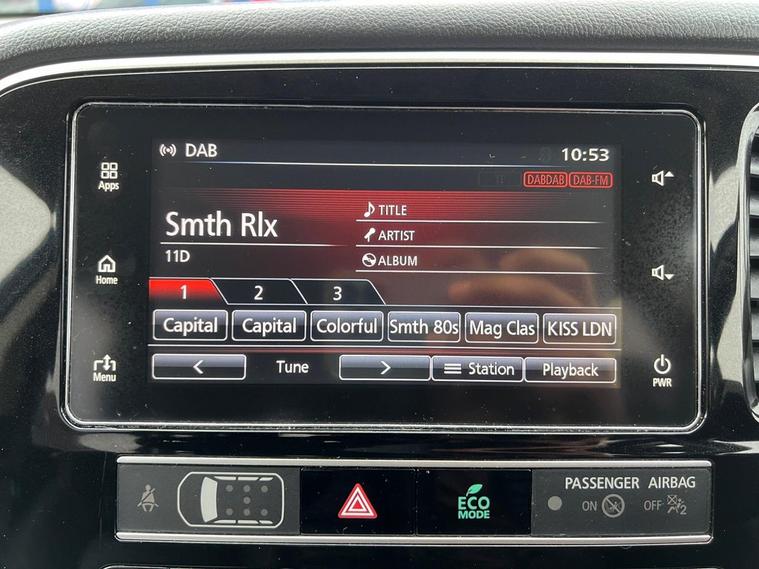 DAB 10:53
DABDAB DAB-FM
Apps
Smth Rlx
TITLE
ARTIST
11D
ALBUM
Home
1 2 3
Capital Capital Colorful Smth 80s Mag Clas KISS LDN
< Tune > Station Playback
Menu
PWR
PASSENGER AIRBAG
ECO
MODE
ON OFF 2